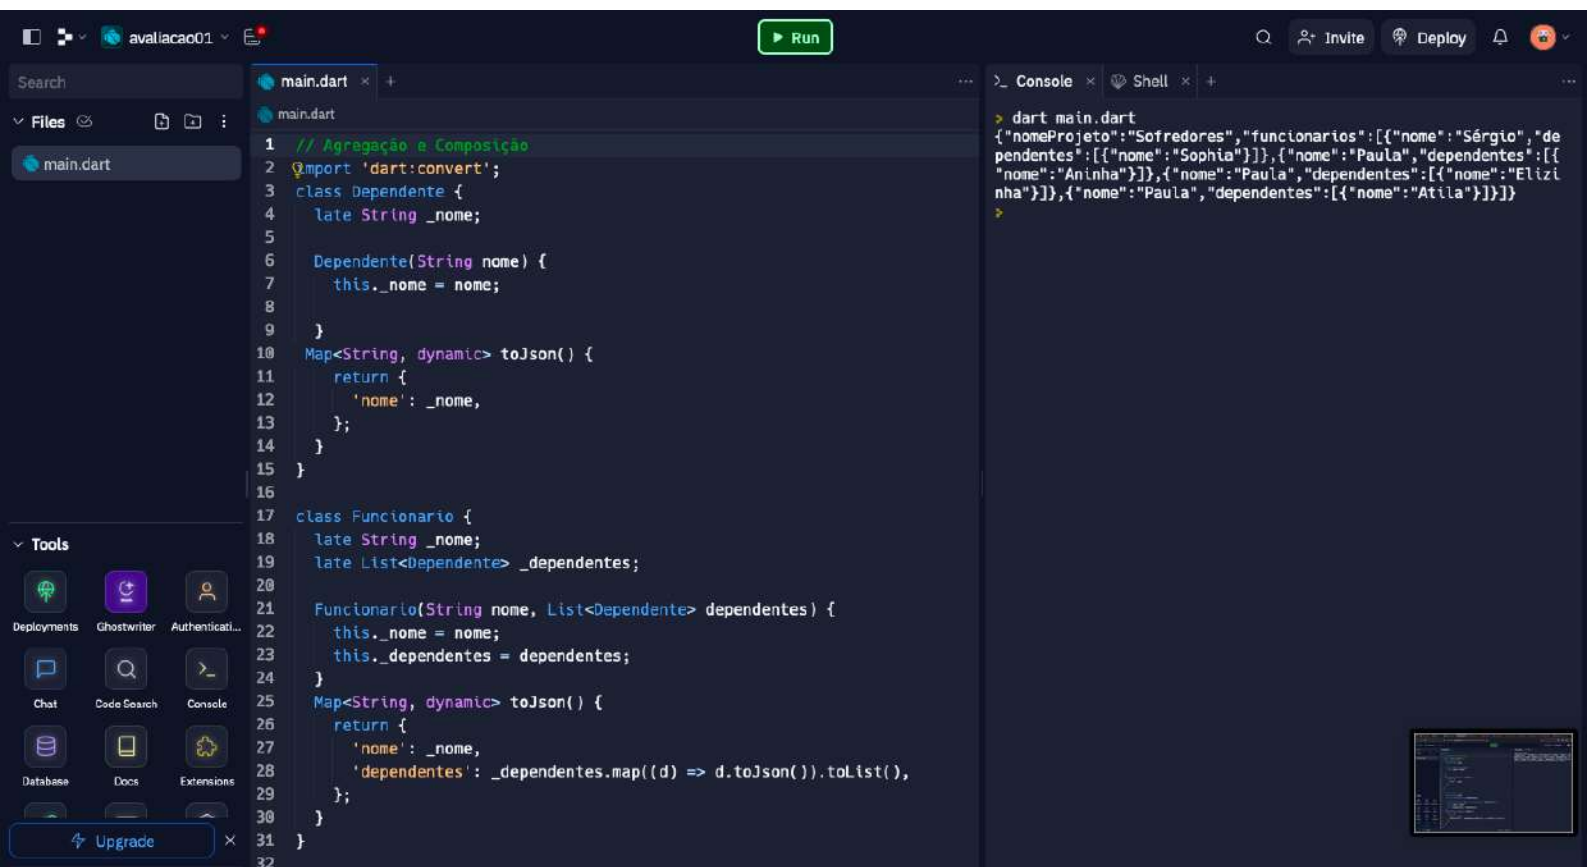 avaliacao01
Run
Invite
Deploy
Search
Files
main.dart
Tools
Deployments
Ghostwriter
Authenticati...
Chat
Code Search
Console
Database
Docs
Extensions
Upgrade
main.dart
main.dart
1 // Agregação e Composição
2 import 'dart:convert';
3 class Dependente {
4 late String _nome;
5
6 Dependente(String nome) {
7 this._nome = nome;
8
9 }
10 Map<String, dynamic> toJson() {
11 return {
12 'nome': _nome,
13 };
14 }
15 }
16
17 class Funcionario {
18 late String _nome;
19 late List<Dependente> _dependentes;
20
21 Funcionario(String nome, List<Dependente> dependentes) {
22 this._nome = nome;
23 this._dependentes = dependentes;
24 }
25 Map<String, dynamic> toJson() {
26 return {
27 'nome': _nome,
28 'dependentes': _dependentes.map((d) => d.toJson()).toList(),
29 };
30 }
31 }
32
Console
Shell
> dart main.dart
{"nomeProjeto":"Sofredores","funcionarios":[{"nome":"Sérgio","de
pendentes":[{"nome":"Sophia"}]},{"nome":"Paula","dependentes":[{
"nome":"Aninha"}]},{"nome":"Paula","dependentes":[{"nome":"Elizi
nha"}]},{"nome":"Paula","dependentes":[{"nome":"Atila"}]}]}
>